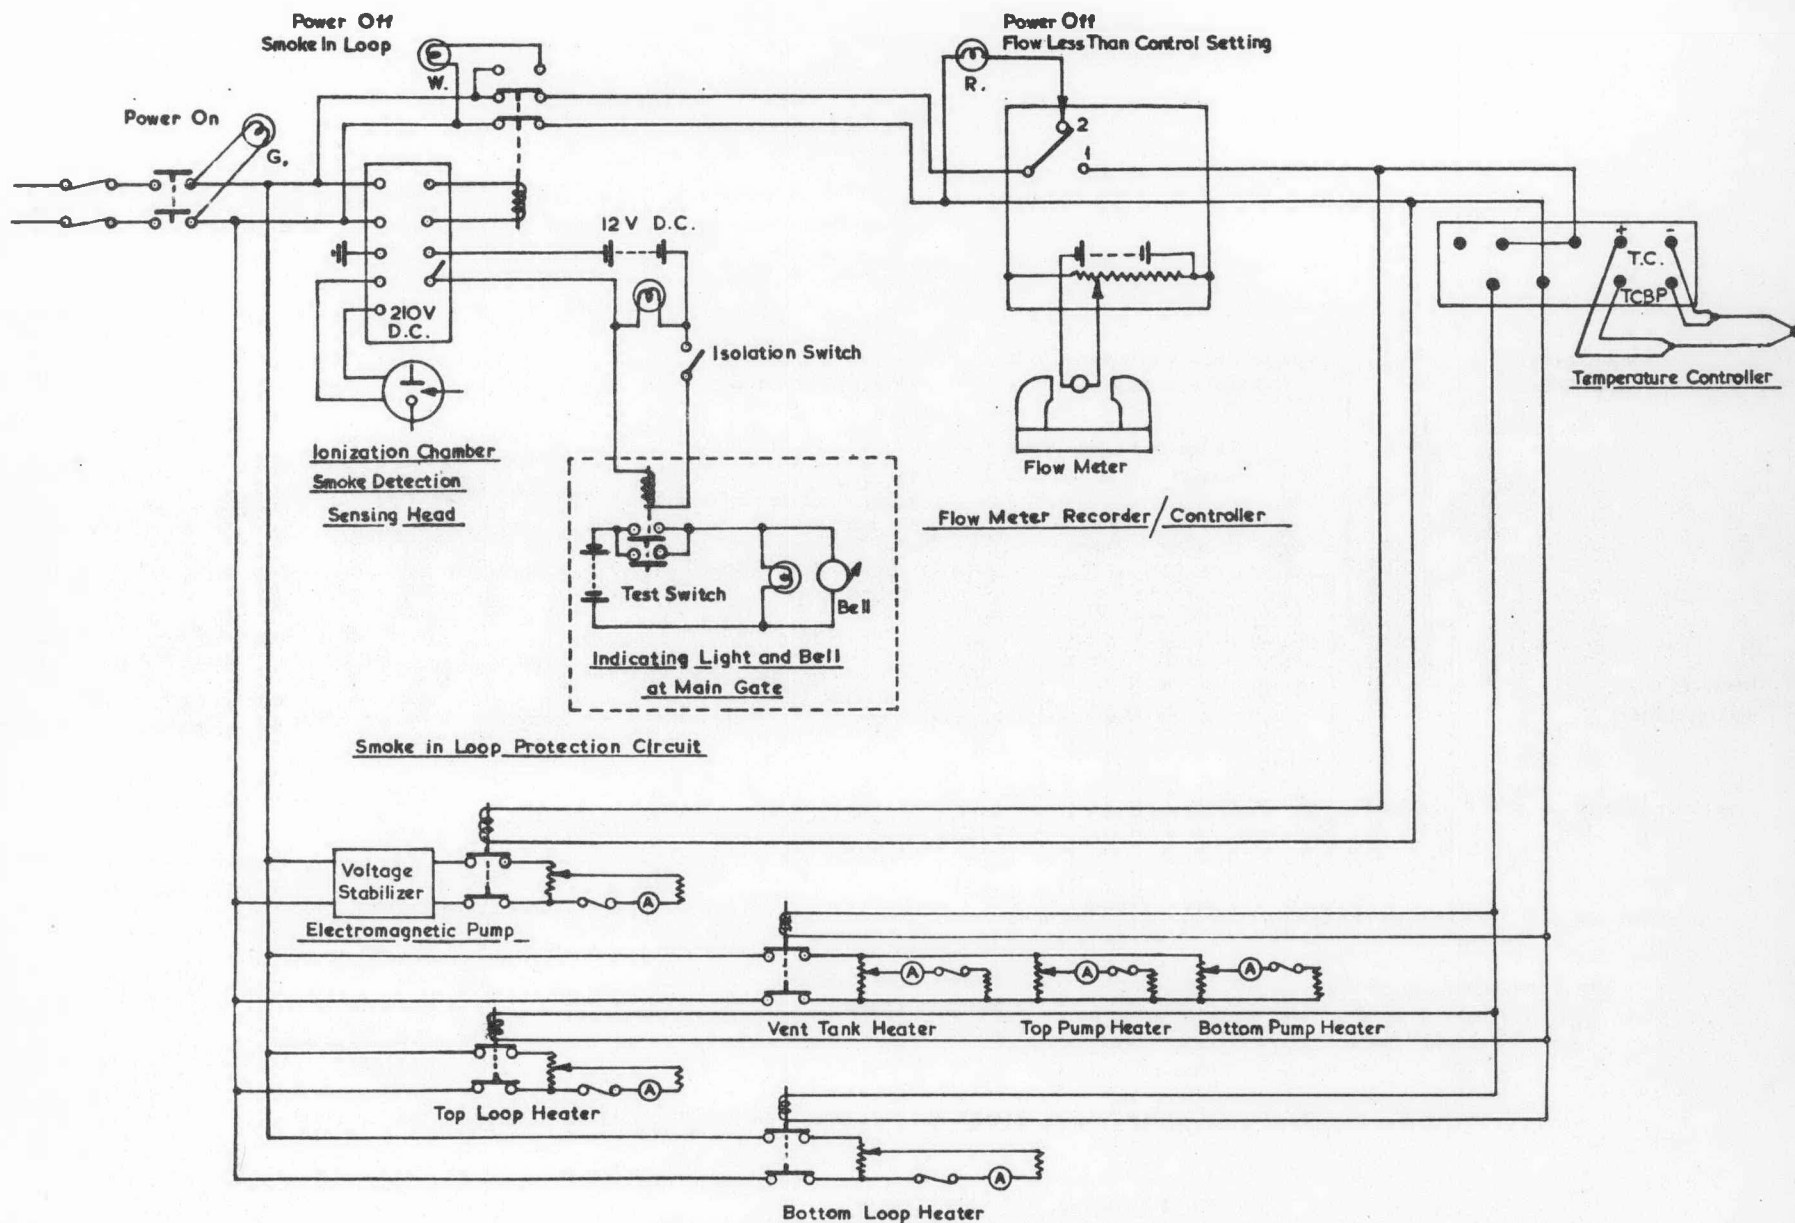 Power Off
Smoke In Loop
W.
Power On
G.
Power Off
Flow Less Than Control Setting
R.
2
1
12 V D.C.
210V
D.C.
Isolation Switch
+ -
T.C.
TCBP
Temperature Controller
Ionization Chamber
Smoke Detection
Sensing Head
Flow Meter
Flow Meter Recorder/Controller
Test Switch
Bell
Indicating Light and Bell
at Main Gate
Smoke in Loop Protection Circuit
Voltage
Stabilizer
A
Electromagnetic Pump
A
A
A
Vent Tank Heater
Top Pump Heater
Bottom Pump Heater
A
Top Loop Heater
A
Bottom Loop Heater